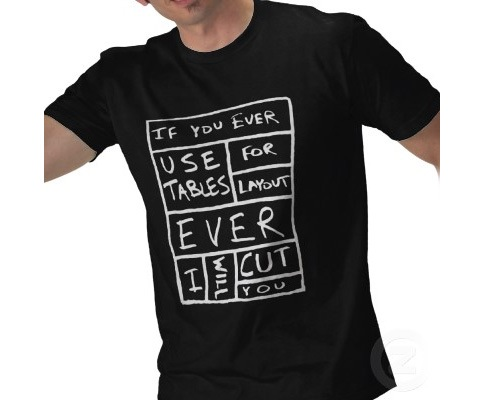 IF YOU EVER
USE TABLES
FOR
LAYOUT
EVER
I
WILL
CUT
YOU